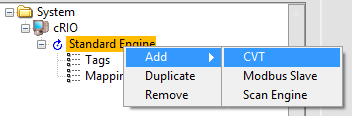 System
cRIO
Standard Engine
Add CVT
Tags
Mappin
Duplicate Modbus Slave
Remove Scan Engine